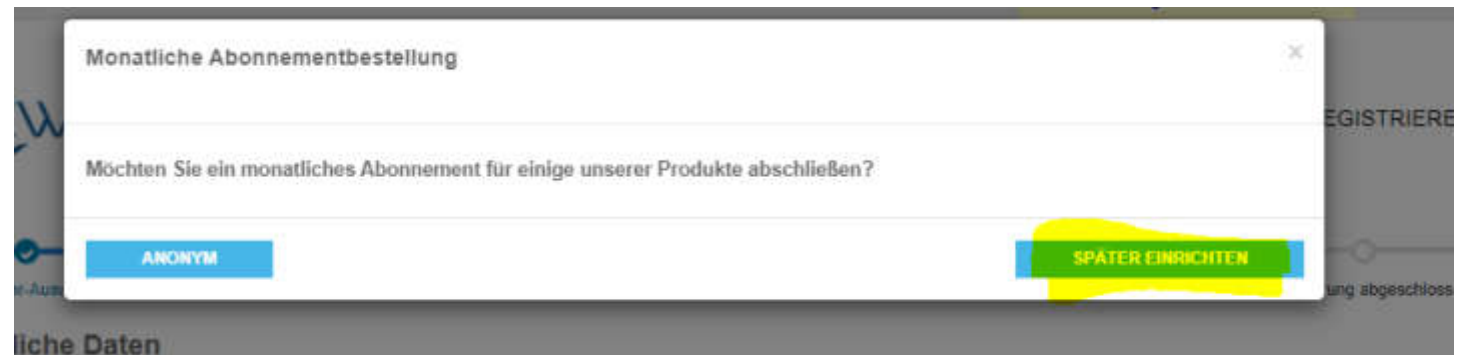 Monatliche Abonnementbestellung
×
W
EGISTRIERE
Möchten Sie ein monatliches Abonnement für einige unserer Produkte abschließen?
ANONYM
SPÄTER EINRICHTEN
ung abgeschloss
liche Daten